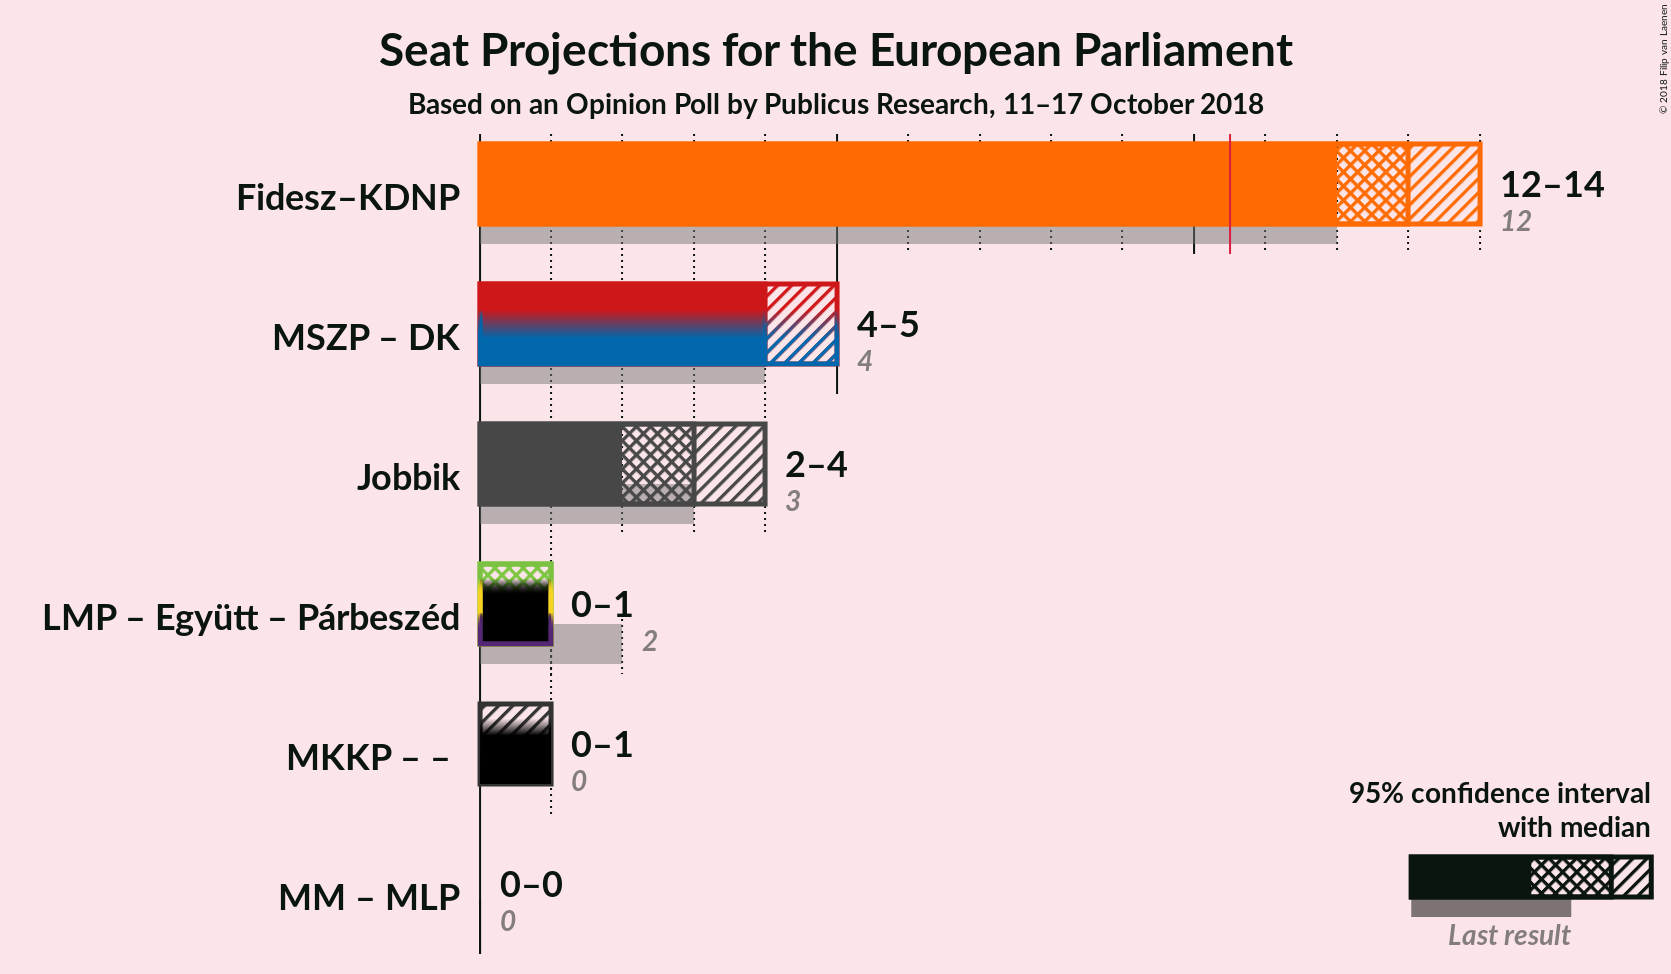 Seat Projections for the European Parliament
Based on an Opinion Poll by Publicus Research, 11–17 October 2018
© 2018 Filip van Laenen
Fidesz–KDNP
12–14
12
MSZP – DK
4–5
4
Jobbik
2–4
3
LMP – Együtt – Párbeszéd
0–1
2
MKKP – –
0–1
0
MM – MLP
0–0
0
95% confidence interval
with median
Last result